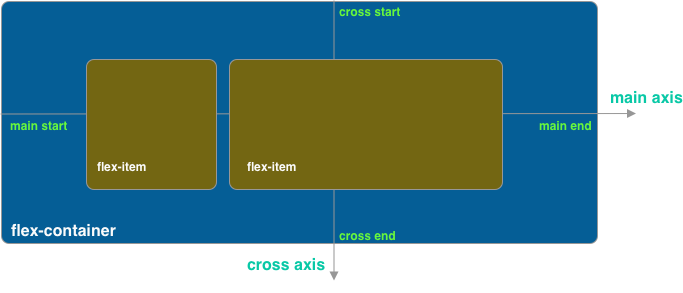 cross start
main axis
main start
main end
flex-item
flex-item
flex-container
cross end
cross axis